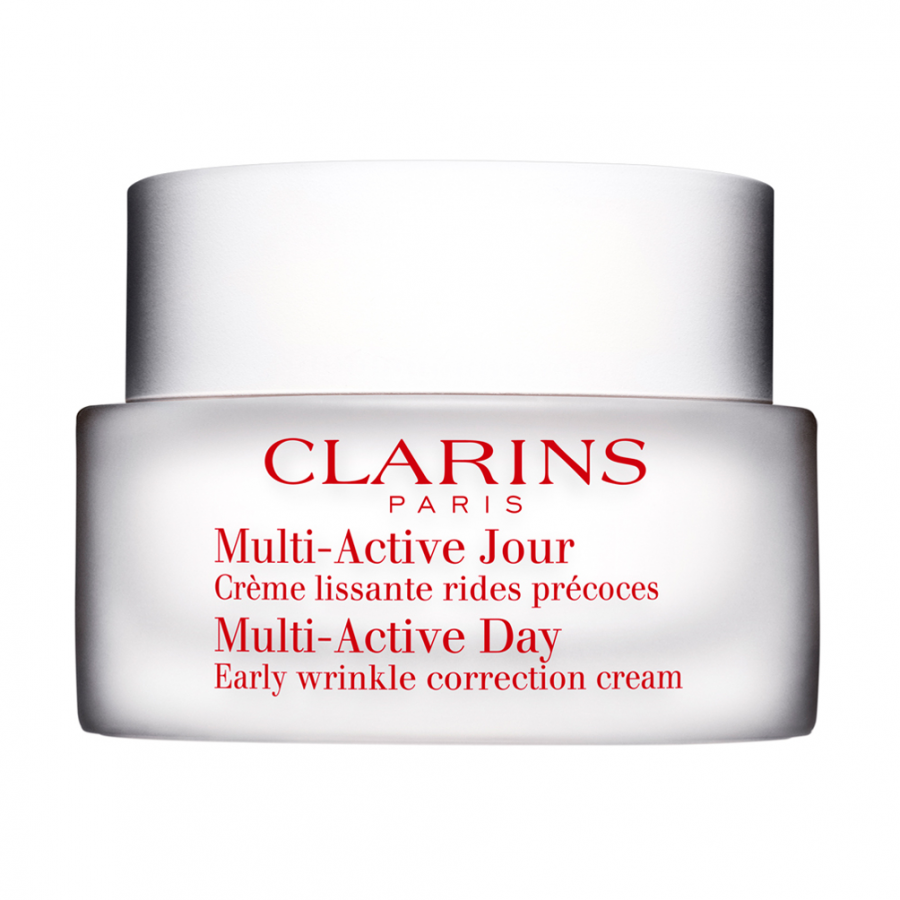 CLARINS
PARIS
Multi-Active Jour
Crème lissante rides précoces
Multi-Active Day
Early wrinkle correction cream